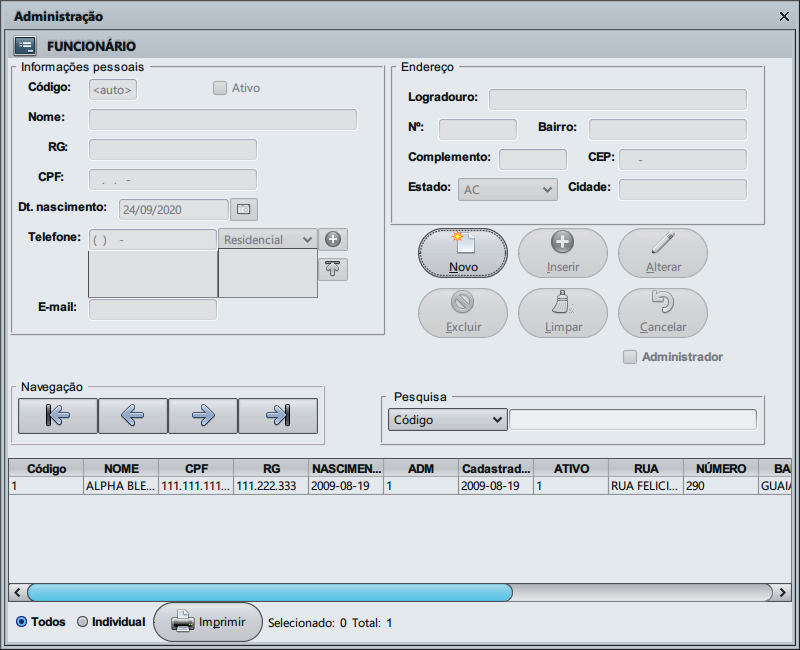 Administração
FUNCIONÁRIO
Informações pessoais
Código: <auto> Ativo
Nome:
RG:
CPF: . . -
Dt. nascimento: 24/09/2020
Telefone: ( ) - Residencial
E-mail:
Endereço
Logradouro:
Nº: Bairro:
Complemento: CEP: -
Estado: AC Cidade:
Novo Inserir Alterar
Excluir Limpar Cancelar
Administrador
Navegação
Pesquisa
Código
Código NOME CPF RG NASCIMEN... ADM Cadastrad... ATIVO RUA NÚMERO BA
1 ALPHA BLE... 111.111.111... 111.222.333 2009-08-19 1 2009-08-19 1 RUA FELICI... 290 GUAIA
Todos Individual Imprimir Selecionado: 0 Total: 1